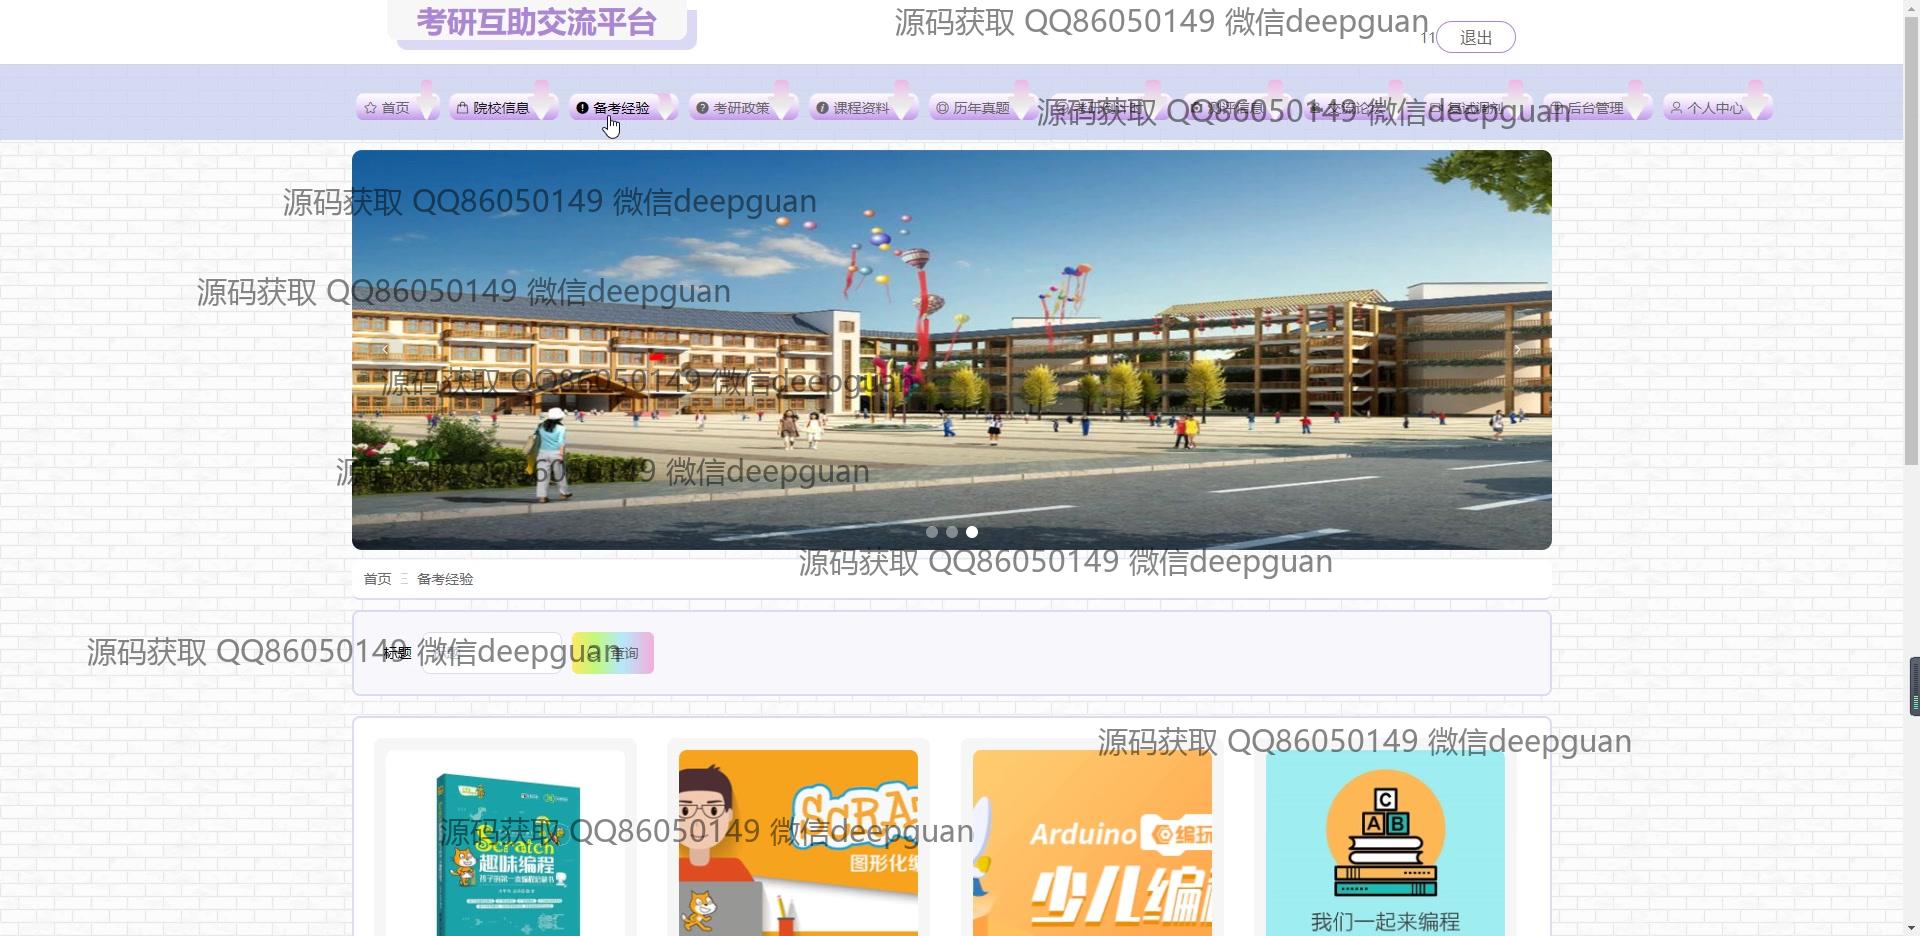 考研互助交流平台
源码获取 QQ86050149 微信deepguan
11
退出
首页
院校信息
备考经验
考研政策
课程资料
历年真题
后台管理
个人中心
源码获取 QQ86050149 微信deepguan
源码获取 QQ86050149 微信deepguan
源码获取 QQ86050149 微信deepguan
源码获取 QQ86050149 微信deepguan
源码获取 QQ86050149 微信deepguan
源码获取 QQ86050149 微信deepguan
首页 备考经验
源码获取 QQ86050149 微信deepguan
标题
查询
源码获取 QQ86050149 微信deepguan
Scratch
趣味编程
SCRA
图形化编
Arduino 编玩
少儿编程
C
A B
我们一起来编程
源码获取 QQ86050149 微信deepguan